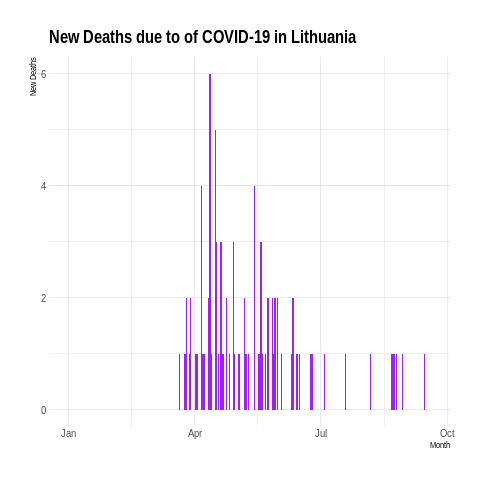 New Deaths due to of COVID-19 in Lithuania
New Deaths
6
4
2
0
Jan Apr Jul Oct
Month